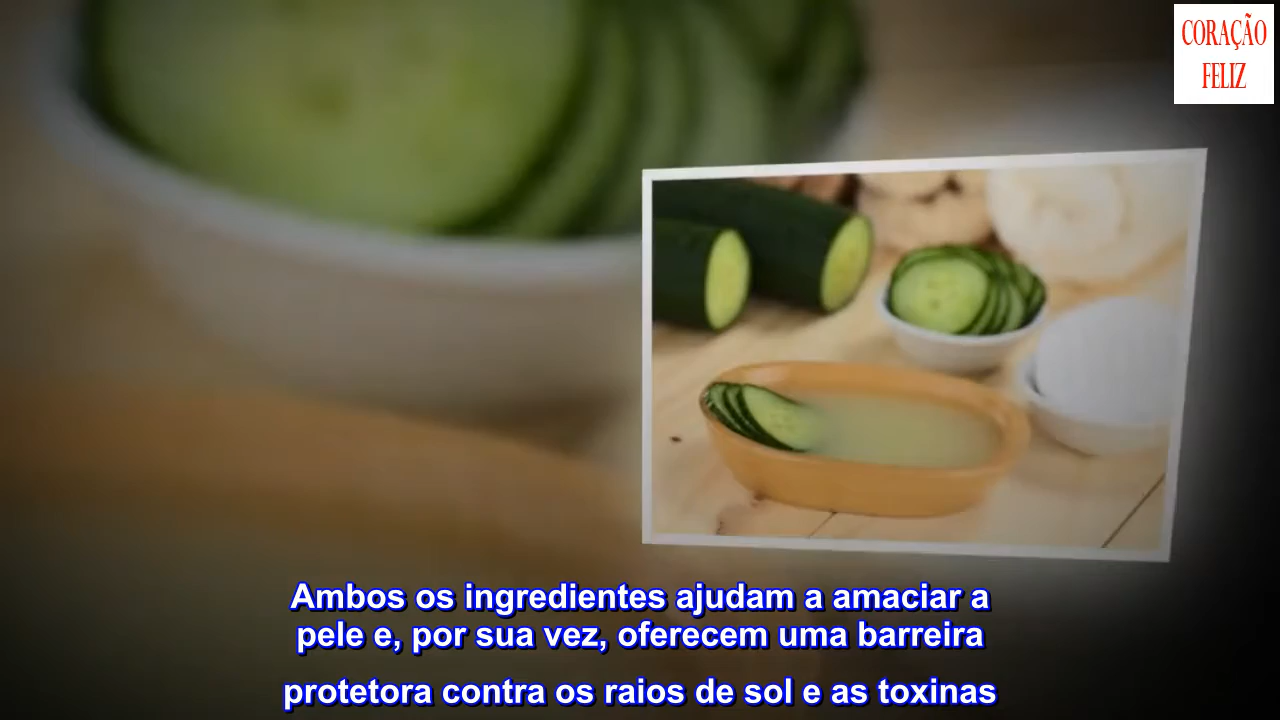 CORAÇÃO
FELIZ
Ambos os ingredientes ajudam a amaciar a
pele e, por sua vez, oferecem uma barreira
protetora contra os raios de sol e as toxinas